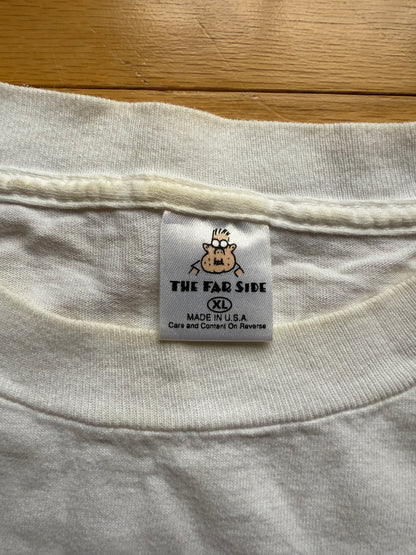 THE FAR SIDE
XL
MADE IN U.S.A.
Care and Content On Reverse